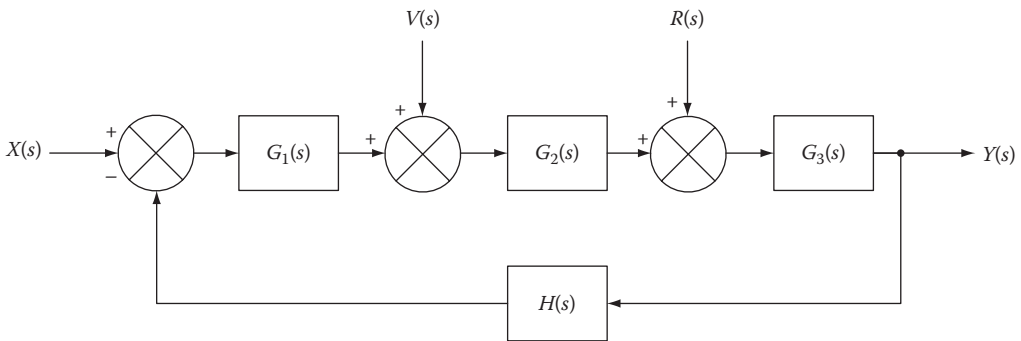 V(s)
R(s)
+
+
+
+
+
X(s)
G₁(s)
G₂(s)
G₃(s)
Y(s)
−
H(s)